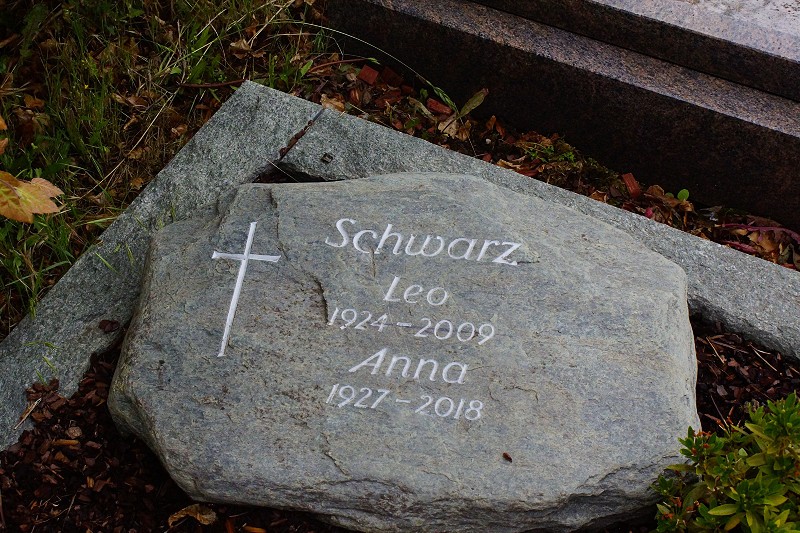 Schwarz
Leo
1924 – 2009
Anna
1927 – 2018